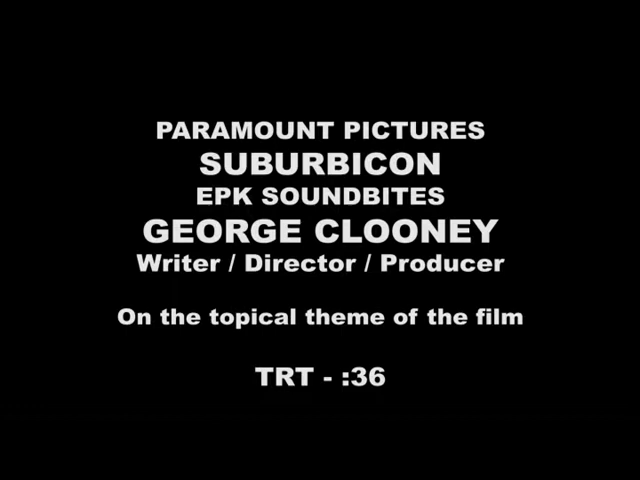 PARAMOUNT PICTURES
SUBURBICON
EPK SOUNDBITES
GEORGE CLOONEY
Writer / Director / Producer
On the topical theme of the film
TRT - :36